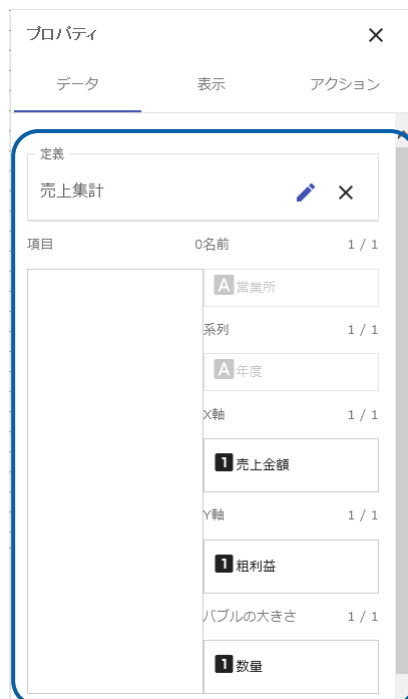 プロパティ
データ 表示 アクション
定義
売上集計
項目 0 名前 1 / 1
A 営業所
系列 1 / 1
A 年度
X軸 1 / 1
1 売上金額
Y軸 1 / 1
1 粗利益
バブルの大きさ 1 / 1
1 数量